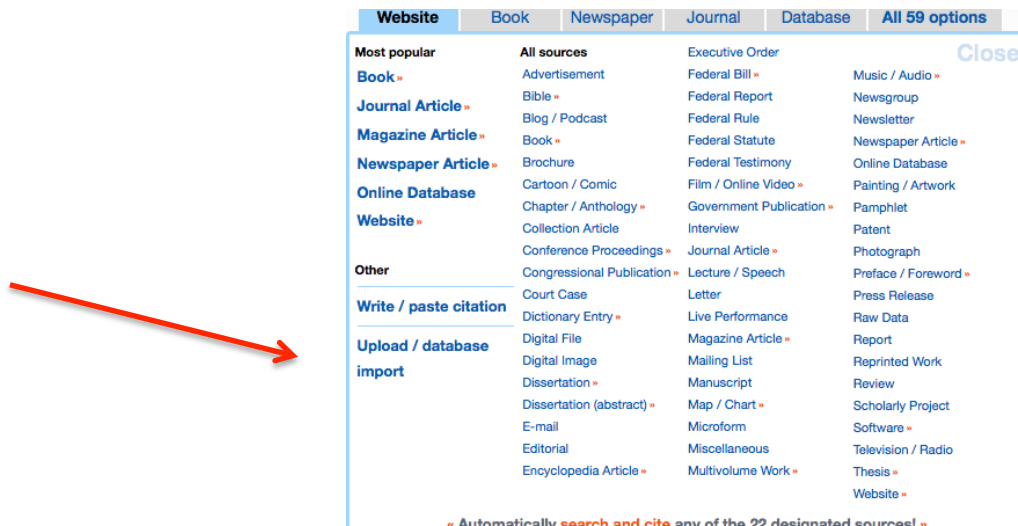 Website Book Newspaper Journal Database All 59 options
Close
Most popular
Book »
Journal Article »
Magazine Article »
Newspaper Article »
Online Database
Website »
Other
Write / paste citation
Upload / database
import
All sources
Advertisement
Bible »
Blog / Podcast
Book »
Brochure
Cartoon / Comic
Chapter / Anthology »
Collection Article
Conference Proceedings »
Congressional Publication »
Court Case
Dictionary Entry »
Digital File
Digital Image
Dissertation »
Dissertation (abstract) »
E-mail
Editorial
Encyclopedia Article »
Executive Order
Federal Bill »
Federal Report
Federal Rule
Federal Statute
Federal Testimony
Film / Online Video »
Government Publication »
Interview
Journal Article »
Lecture / Speech
Letter
Live Performance
Magazine Article »
Mailing List
Manuscript
Map / Chart »
Microform
Miscellaneous
Multivolume Work »
Music / Audio »
Newsgroup
Newsletter
Newspaper Article »
Online Database
Painting / Artwork
Pamphlet
Patent
Photograph
Preface / Foreword »
Press Release
Raw Data
Report
Reprinted Work
Review
Scholarly Project
Software »
Television / Radio
Thesis »
Website »
« Automatically search and cite any of the 22 designated sources! »